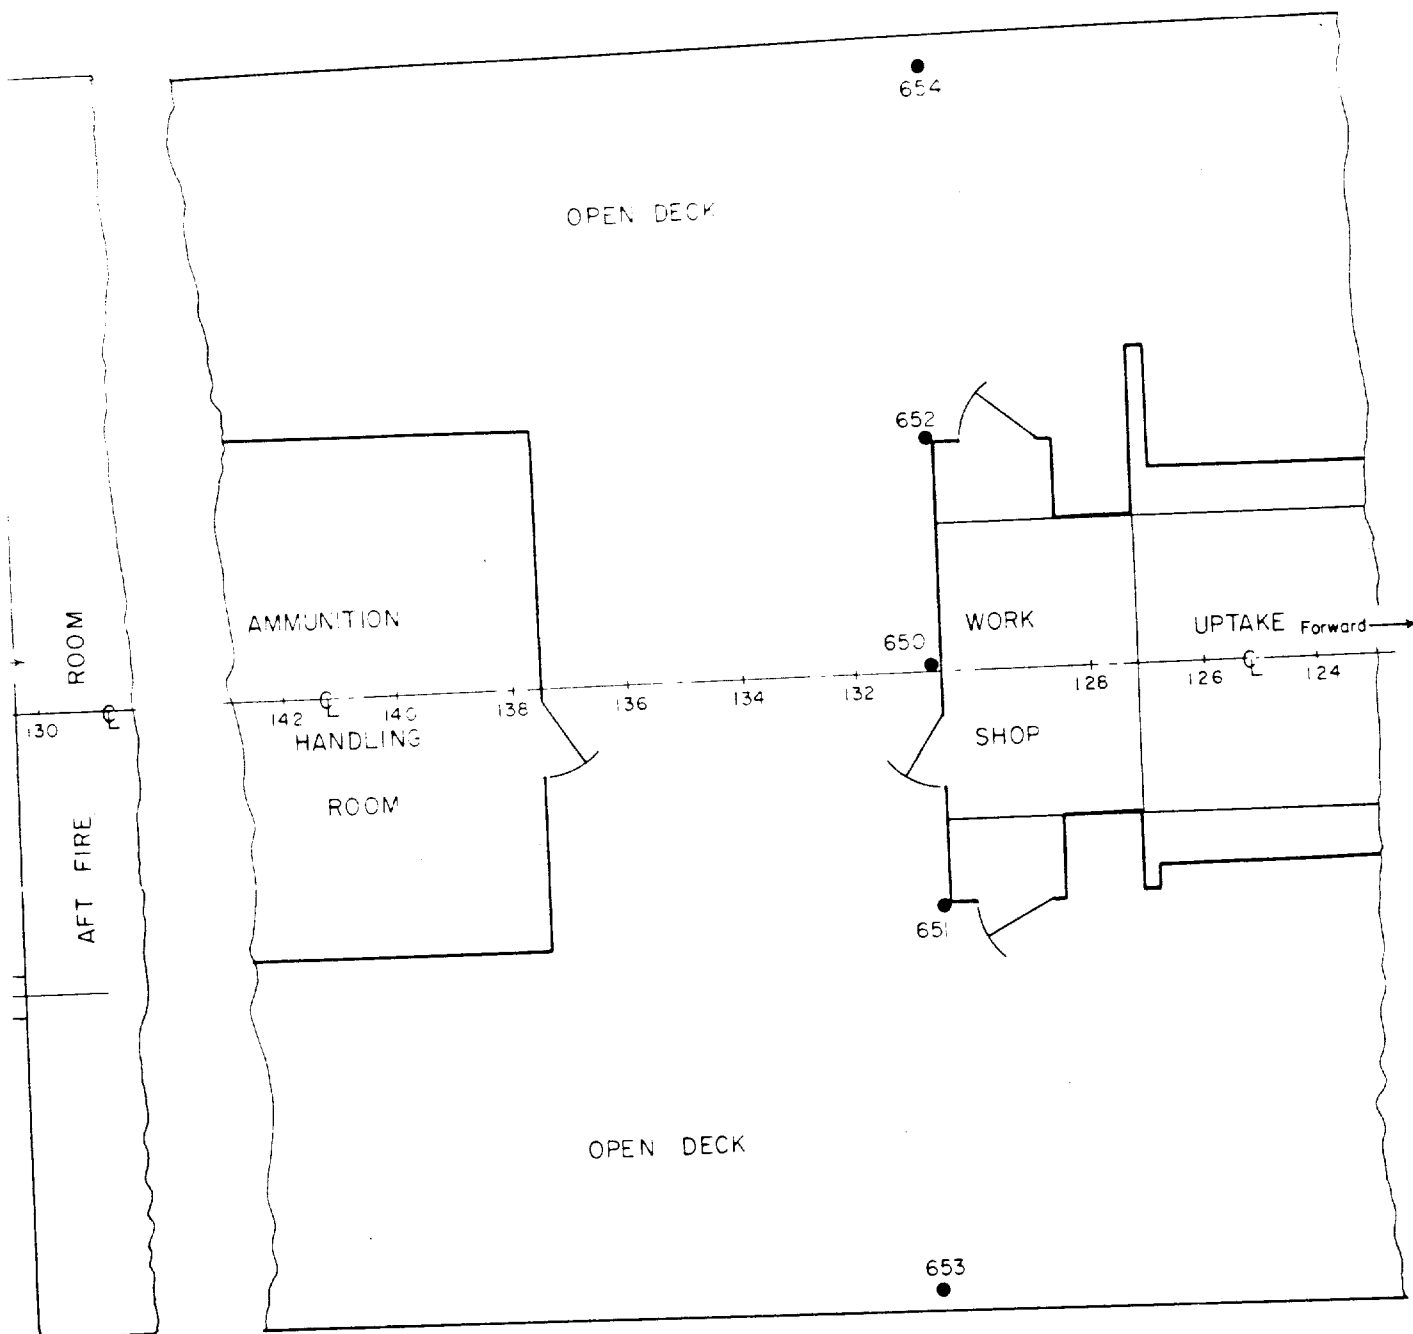 654
OPEN DECK
652
AMMUNITION
650
WORK
UPTAKE Forward
ROOM
130
℄
142
℄
140
138
136
134
132
128
126
℄
124
HANDLING
SHOP
ROOM
AFT FIRE
651
OPEN DECK
653